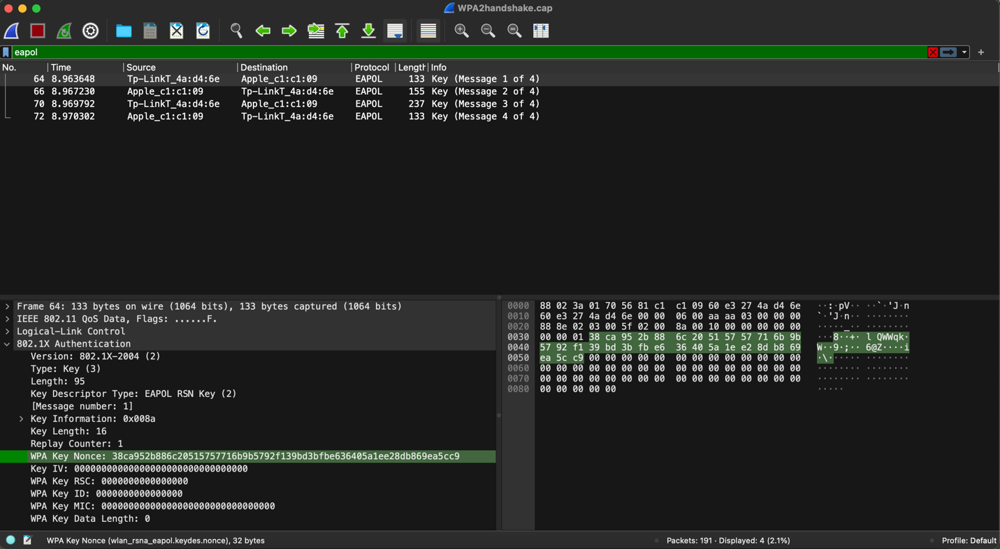 WPA2handshake.cap
eapol
No. Time Source Destination Protocol Length Info
64 8.963648 Tp-LinkT_4a:d4:6e Apple_c1:c1:09 EAPOL 133 Key (Message 1 of 4)
66 8.967230 Apple_c1:c1:09 Tp-LinkT_4a:d4:6e EAPOL 155 Key (Message 2 of 4)
70 8.969792 Tp-LinkT_4a:d4:6e Apple_c1:c1:09 EAPOL 237 Key (Message 3 of 4)
72 8.970302 Apple_c1:c1:09 Tp-LinkT_4a:d4:6e EAPOL 133 Key (Message 4 of 4)
Frame 64: 133 bytes on wire (1064 bits), 133 bytes captured (1064 bits)
IEEE 802.11 QoS Data, Flags: ......F.
Logical-Link Control
802.1X Authentication
Version: 802.1X-2004 (2)
Type: Key (3)
Length: 95
Key Descriptor Type: EAPOL RSN Key (2)
[Message number: 1]
Key Information: 0x008a
Key Length: 16
Replay Counter: 1
WPA Key Nonce: 38ca952b886c20515757716b9b5792f139bd3bfbe636405a1ee28db869ea5cc9
Key IV: 00000000000000000000000000000000
WPA Key RSC: 0000000000000000
WPA Key ID: 0000000000000000
WPA Key MIC: 00000000000000000000000000000000
WPA Key Data Length: 0
0000 88 02 3a 01 70 56 81 c1 c1 09 60 e3 27 4a d4 6e ··:·pV·· ··`·'J·n
0010 60 e3 27 4a d4 6e 00 00 06 00 aa aa 03 00 00 00 `·'J·n·· ········
0020 88 8e 02 03 00 5f 02 00 8a 00 10 00 00 00 00 00 ·····_·· ········
0030 00 00 01 38 ca 95 2b 88 6c 20 51 57 57 71 6b 9b ···8··+· l QWWqk·
0040 57 92 f1 39 bd 3b fb e6 36 40 5a 1e e2 8d b8 69 W··9·;·· 6@Z····i
0050 ea 5c c9 00 00 00 00 00 00 00 00 00 00 00 00 00 ·\······ ········
0060 00 00 00 00 00 00 00 00 00 00 00 00 00 00 00 00 ········ ········
0070 00 00 00 00 00 00 00 00 00 00 00 00 00 00 00 00 ········ ········
0080 00 00 00 00 00 ·····
WPA Key Nonce (wlan_rsna_eapol.keydes.nonce), 32 bytes
Packets: 191 · Displayed: 4 (2.1%)
Profile: Default